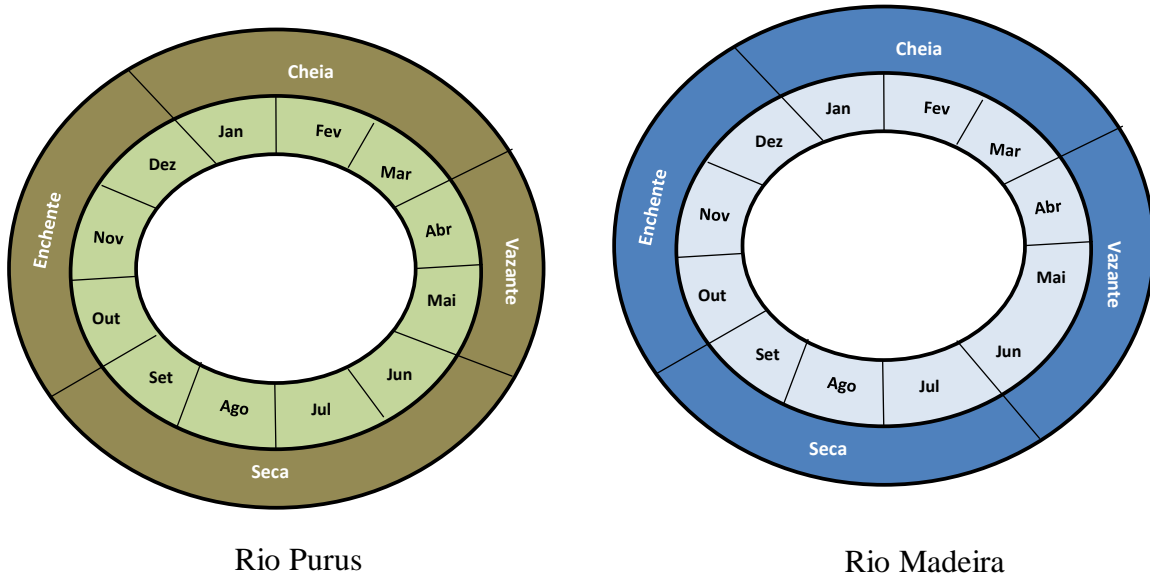 Cheia
Vazante
Seca
Enchente
Jan
Fev
Mar
Abr
Mai
Jun
Jul
Ago
Set
Out
Nov
Dez
Rio Purus
Cheia
Vazante
Seca
Enchente
Jan
Fev
Mar
Abr
Mai
Jun
Jul
Ago
Set
Out
Nov
Dez
Rio Madeira